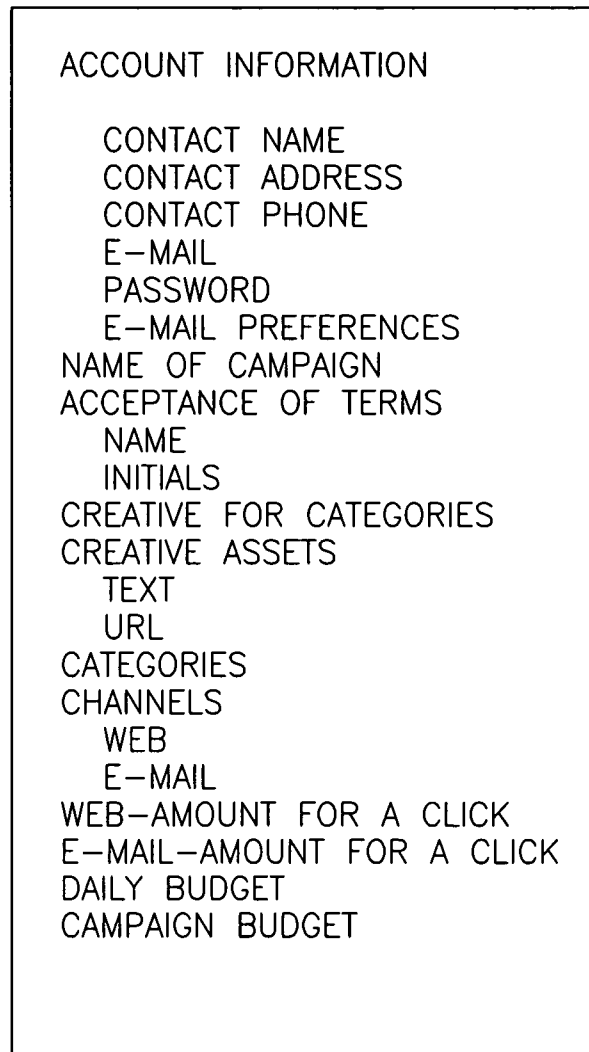 ACCOUNT INFORMATION
CONTACT NAME
CONTACT ADDRESS
CONTACT PHONE
E-MAIL
PASSWORD
E-MAIL PREFERENCES
NAME OF CAMPAIGN
ACCEPTANCE OF TERMS
NAME
INITIALS
CREATIVE FOR CATEGORIES
CREATIVE ASSETS
TEXT
URL
CATEGORIES
CHANNELS
WEB
E-MAIL
WEB-AMOUNT FOR A CLICK
E-MAIL-AMOUNT FOR A CLICK
DAILY BUDGET
CAMPAIGN BUDGET